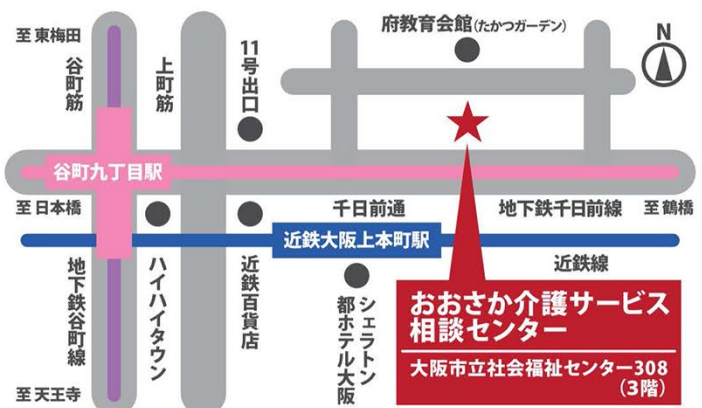 至 東梅田
谷町筋
上町筋
11号出口
府教育会館(たかつガーデン)
N
谷町九丁目駅
至 日本橋
千日前通
地下鉄千日前線
至 鶴橋
近鉄大阪上本町駅
地下鉄谷町線
ハイハイタウン
近鉄百貨店
シェラトン
都ホテル大阪
近鉄線
おおさか介護サービス
相談センター
大阪市立社会福祉センター308
(3階)
至 天王寺